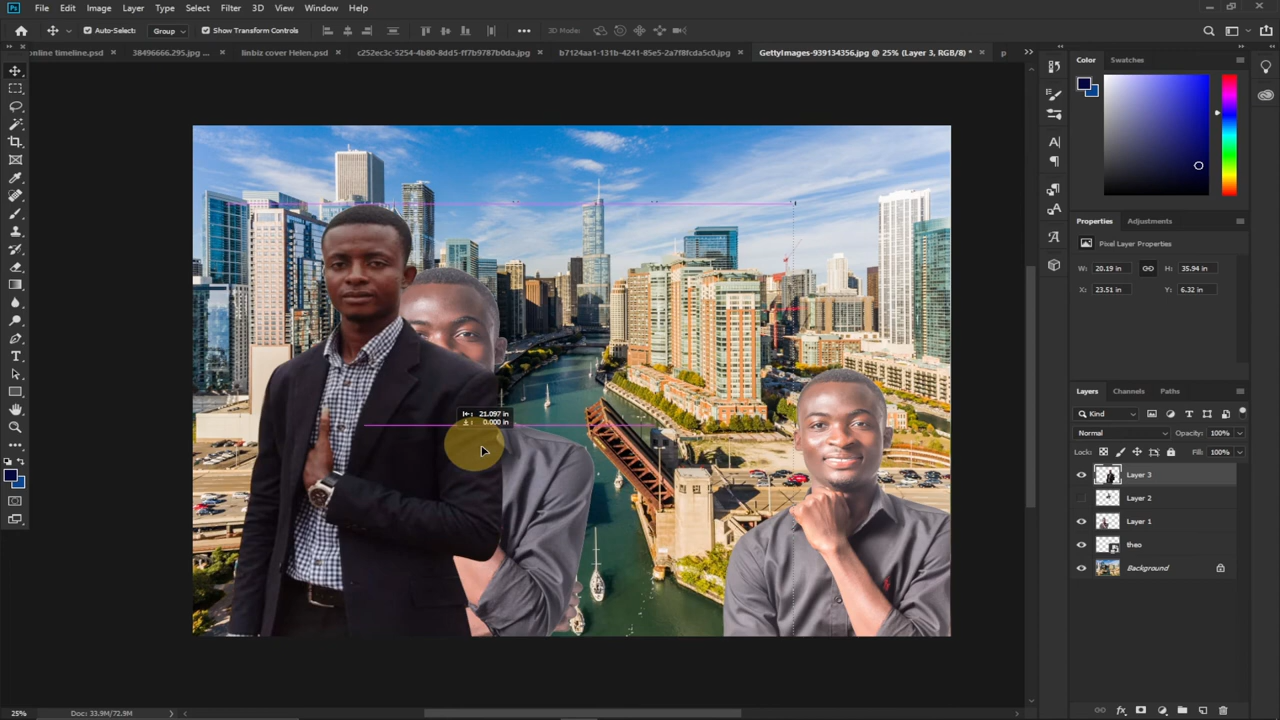 Ps File Edit Image Layer Type Select Filter 3D View Window Help
Auto-Select: Group Show Transform Controls 3D Mode:
online timeline.psd × 38496666.295.jpg ... × linbiz cover Helen.psd × c252ec3c-5254-4b80-8dd5-ff7b9787b0da.jpg × b7124aa1-131b-4241-85e5-2a7f8fcda5c0.jpg × GettyImages-939134356.jpg @ 25% (Layer 3, RGB/8) * × p
Color Swatches
Properties Adjustments
Pixel Layer Properties
W: 20.19 in H: 35.94 in
X: 23.51 in Y: 6.32 in
21.097 in
0.000 in
Layers Channels Paths
Kind
Normal Opacity: 100%
Lock: Fill: 100%
Layer 3
Layer 2
Layer 1
theo
Background
25% Doc: 33.9M/72.9M